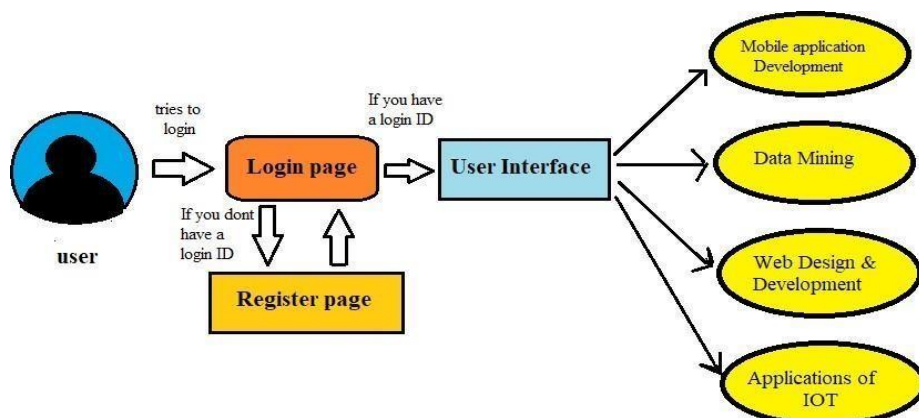 user
tries to
login
Login page
If you dont
have a
login ID
Register page
If you have
a login ID
User Interface
Mobile application
Development
Data Mining
Web Design &
Development
Applications of
IOT